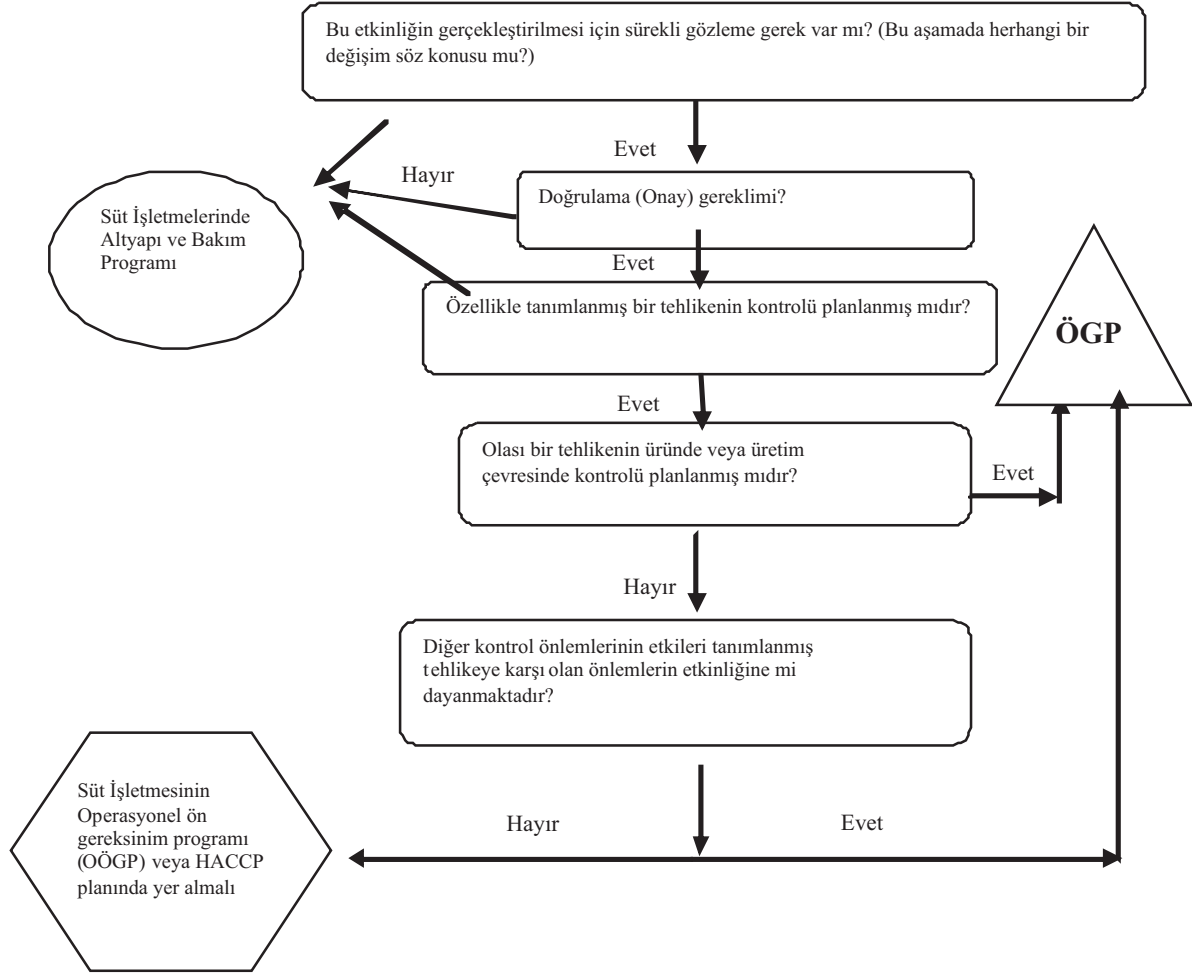 Bu etkinliğin gerçekleştirilmesi için sürekli gözleme gerek var mı? (Bu aşamada herhangi bir
değişim söz konusu mu?)
Evet
Hayır
Doğrulama (Onay) gereklimi?
Süt İşletmelerinde
Altyapı ve Bakım
Programı
Evet
Özellikle tanımlanmış bir tehlikenin kontrolü planlanmış mıdır?
ÖGP
Evet
Olası bir tehlikenin üründe veya üretim
çevresinde kontrolü planlanmış mıdır?
Evet
Hayır
Diğer kontrol önlemlerinin etkileri tanımlanmış
tehlikeye karşı olan önlemlerin etkinliğine mi
dayanmaktadır?
Süt İşletmesinin
Operasyonel ön
gereksinim programı
(OÖGP) veya HACCP
planında yer almalı
Hayır
Evet